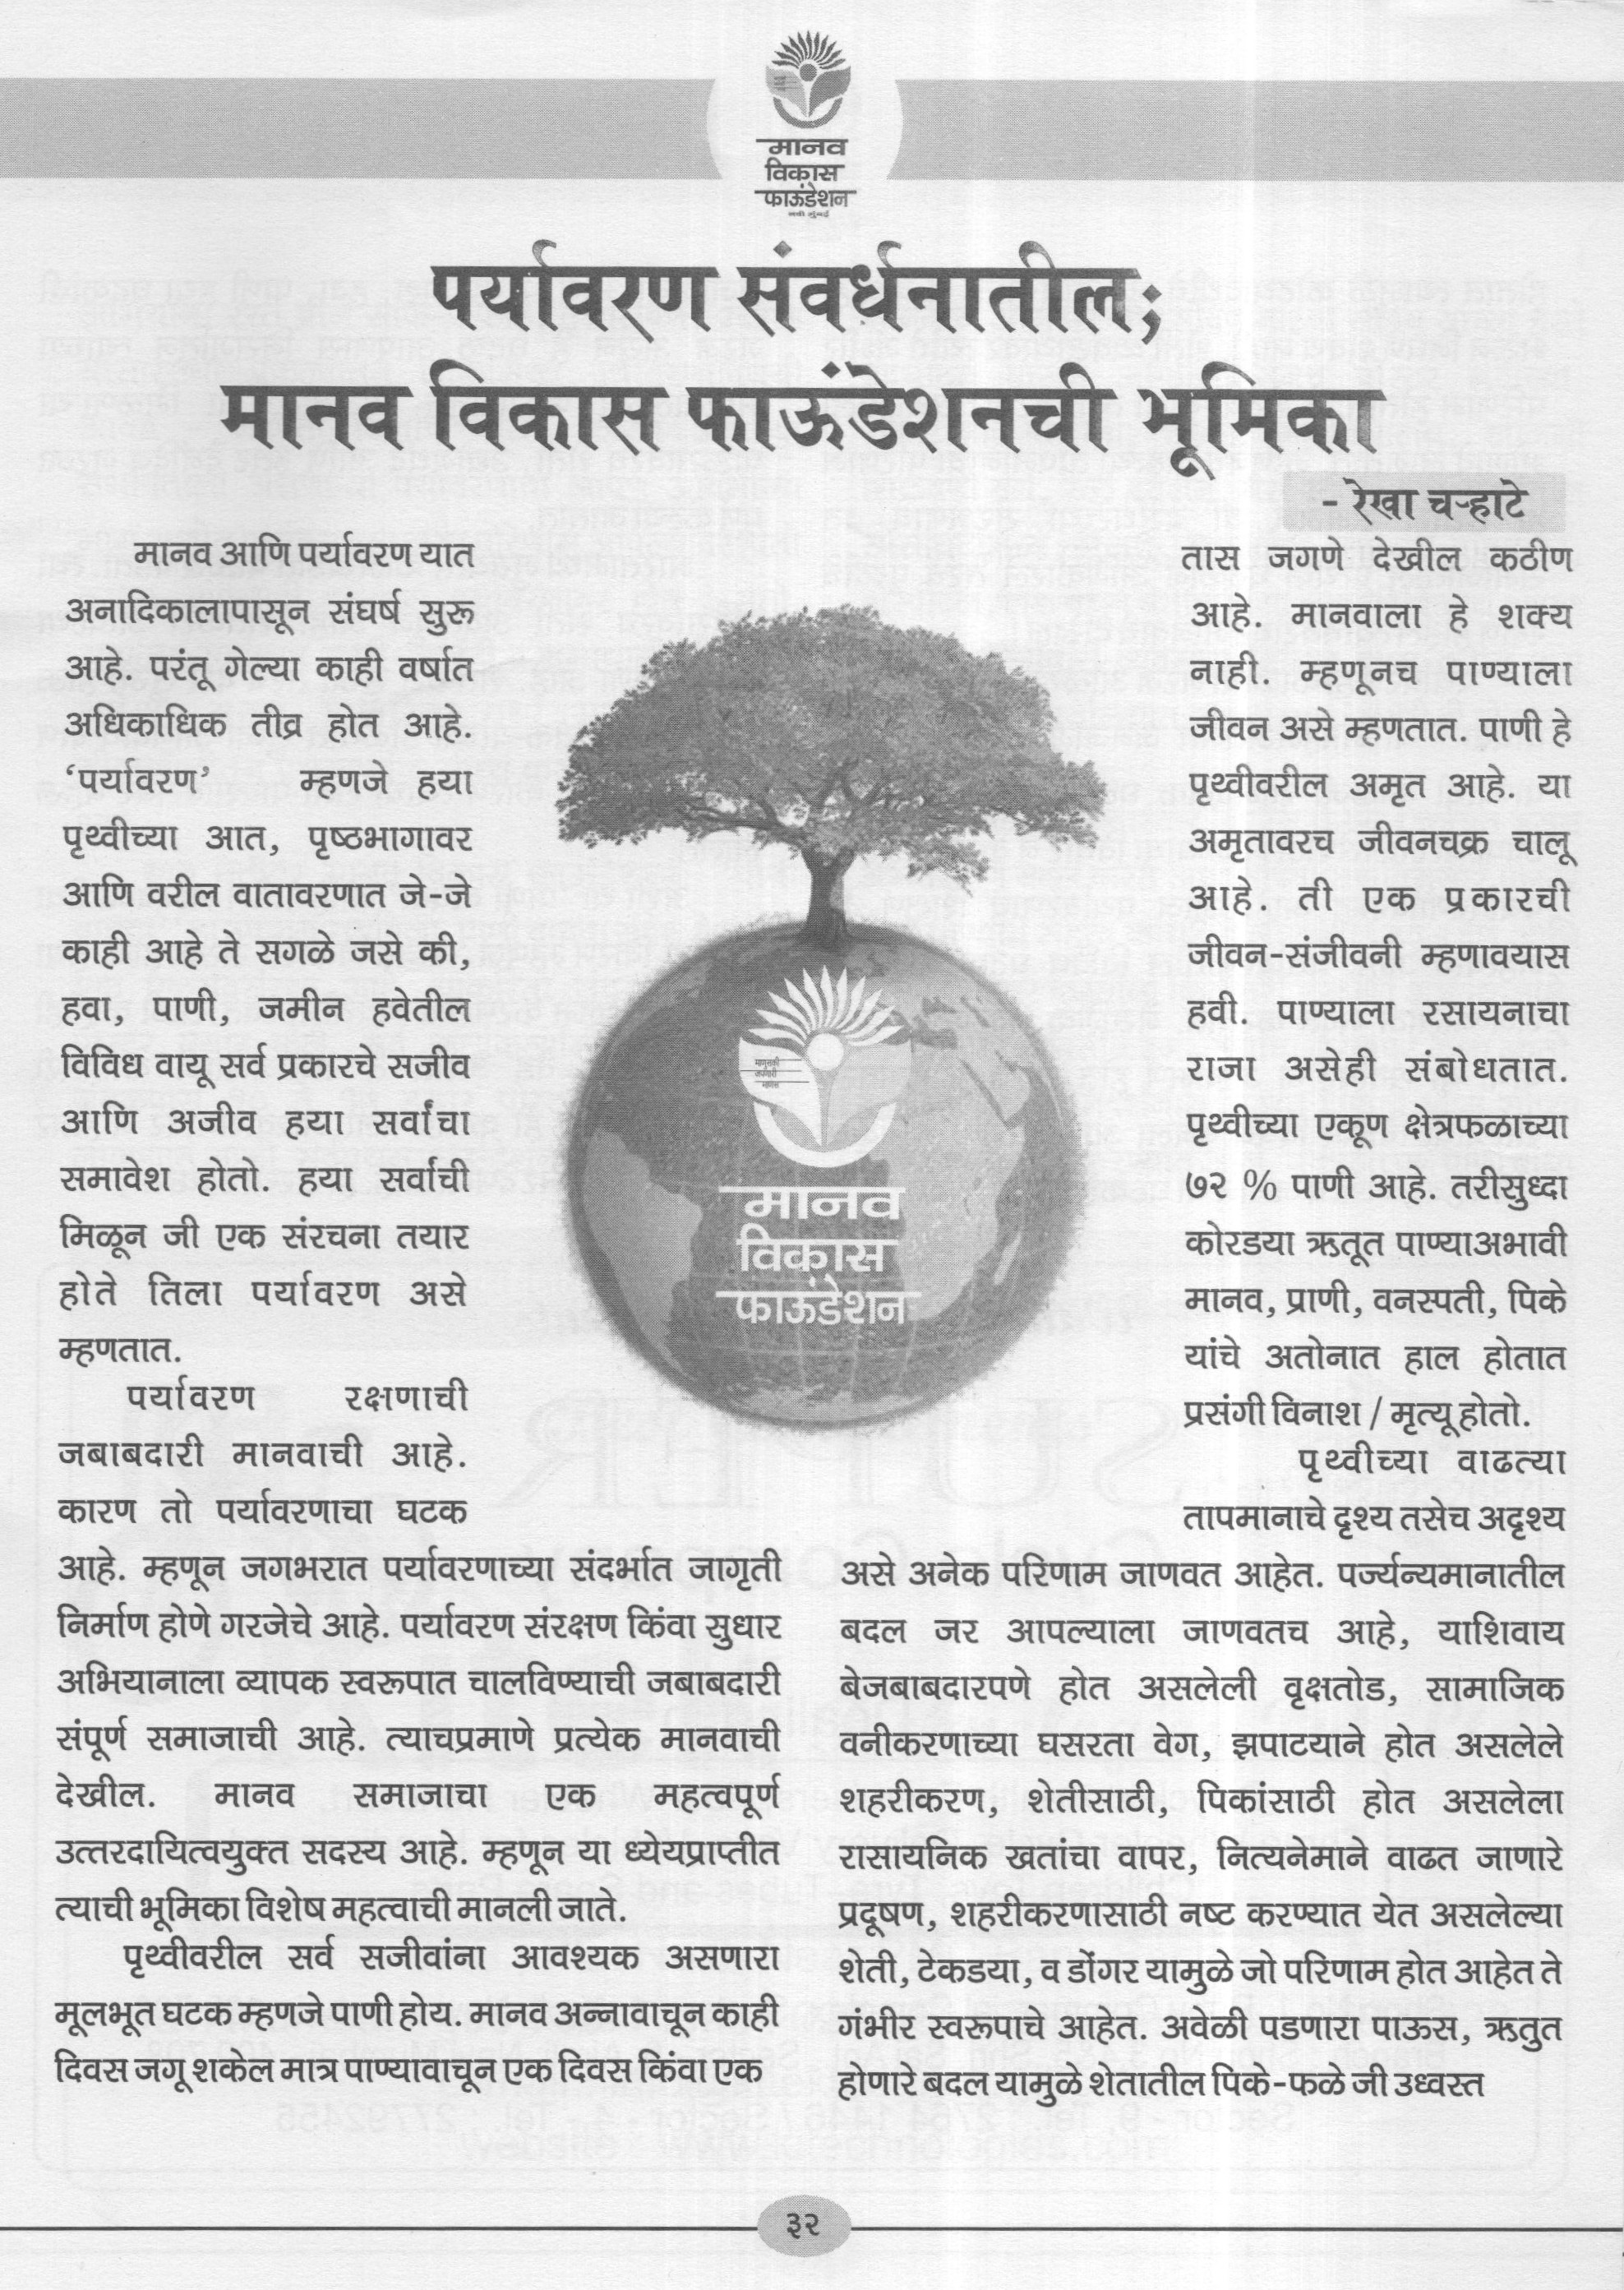 मानव
विकास
फाऊंडेशन
नवी मुंबई
पर्यावरण संवर्धनातील;
मानव विकास फाऊंडेशनची भूमिका
- रेखा चऱ्हाटे
मानव आणि पर्यावरण यात
अनादिकालापासून संघर्ष सुरू
आहे. परंतू गेल्या काही वर्षात
अधिकाधिक तीव्र होत आहे.
‘पर्यावरण’ म्हणजे हया
पृथ्वीच्या आत, पृष्ठभागावर
आणि वरील वातावरणात जे-जे
काही आहे ते सगळे जसे की,
हवा, पाणी, जमीन हवेतील
विविध वायू सर्व प्रकारचे सजीव
आणि अजीव हया सर्वांचा
समावेश होतो. हया सर्वांची
मिळून जी एक संरचना तयार
होते तिला पर्यावरण असे
म्हणतात.
पर्यावरण रक्षणाची
जबाबदारी मानवाची आहे.
कारण तो पर्यावरणाचा घटक
आहे. म्हणून जगभरात पर्यावरणाच्या संदर्भात जागृती
निर्माण होणे गरजेचे आहे. पर्यावरण संरक्षण किंवा सुधार
अभियानाला व्यापक स्वरूपात चालविण्याची जबाबदारी
संपूर्ण समाजाची आहे. त्याचप्रमाणे प्रत्येक मानवाची
देखील. मानव समाजाचा एक महत्वपूर्ण
उत्तरदायित्वयुक्त सदस्य आहे. म्हणून या ध्येयप्राप्तीत
त्याची भूमिका विशेष महत्वाची मानली जाते.
पृथ्वीवरील सर्व सजीवांना आवश्यक असणारा
मूलभूत घटक म्हणजे पाणी होय. मानव अन्नावाचून काही
दिवस जगू शकेल मात्र पाण्यावाचून एक दिवस किंवा एक
माणुसकी
जपणारी
माणसं
मानव
विकास
फाऊंडेशन
तास जगणे देखील कठीण
आहे. मानवाला हे शक्य
नाही. म्हणूनच पाण्याला
जीवन असे म्हणतात. पाणी हे
पृथ्वीवरील अमृत आहे. या
अमृतावरच जीवनचक्र चालू
आहे. ती एक प्रकारची
जीवन-संजीवनी म्हणावयास
हवी. पाण्याला रसायनाचा
राजा असेही संबोधतात.
पृथ्वीच्या एकूण क्षेत्रफळाच्या
७२ % पाणी आहे. तरीसुध्दा
कोरडया ऋतूत पाण्याअभावी
मानव, प्राणी, वनस्पती, पिके
यांचे अतोनात हाल होतात
प्रसंगी विनाश / मृत्यू होतो.
पृथ्वीच्या वाढत्या
तापमानाचे दृश्य तसेच अदृश्य
असे अनेक परिणाम जाणवत आहेत. पर्ज्यन्यमानातील
बदल जर आपल्याला जाणवतच आहे, याशिवाय
बेजबाबदारपणे होत असलेली वृक्षतोड, सामाजिक
वनीकरणाच्या घसरता वेग, झपाटयाने होत असलेले
शहरीकरण, शेतीसाठी, पिकांसाठी होत असलेला
रासायनिक खतांचा वापर, नित्यनेमाने वाढत जाणारे
प्रदूषण, शहरीकरणासाठी नष्ट करण्यात येत असलेल्या
शेती, टेकडया, व डोंगर यामुळे जो परिणाम होत आहेत ते
गंभीर स्वरूपाचे आहेत. अवेळी पडणारा पाऊस, ऋतुत
होणारे बदल यामुळे शेतातील पिके-फळे जी उध्वस्त
३२